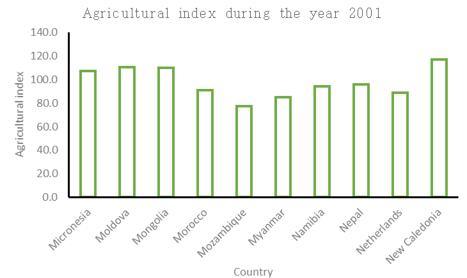 Agricultural index during the year 2001
140.0
120.0
100.0
80.0
60.0
40.0
20.0
0.0
Agricultural index
Micronesia
Moldova
Mongolia
Morocco
Mozambique
Myanmar
Namibia
Nepal
Netherlands
New Caledonia
Country